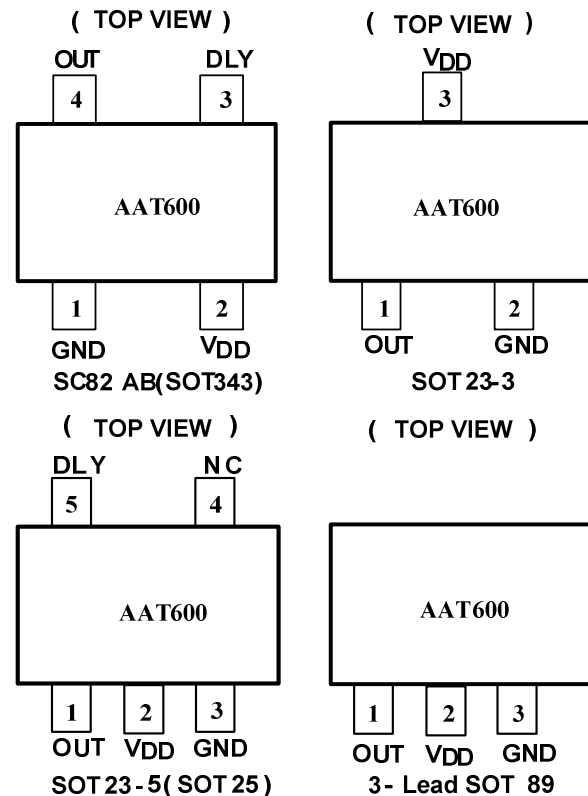 ( TOP VIEW )
OUT DLY
4 3
AAT600
1 2
GND VDD
SC82 AB(SOT343)
( TOP VIEW )
VDD
3
AAT600
1 2
OUT GND
SOT 23-3
( TOP VIEW )
DLY NC
5 4
AAT600
1 2 3
OUT VDD GND
SOT 23-5( SOT 25)
( TOP VIEW )
AAT600
1 2 3
OUT VDD GND
3- Lead SOT 89